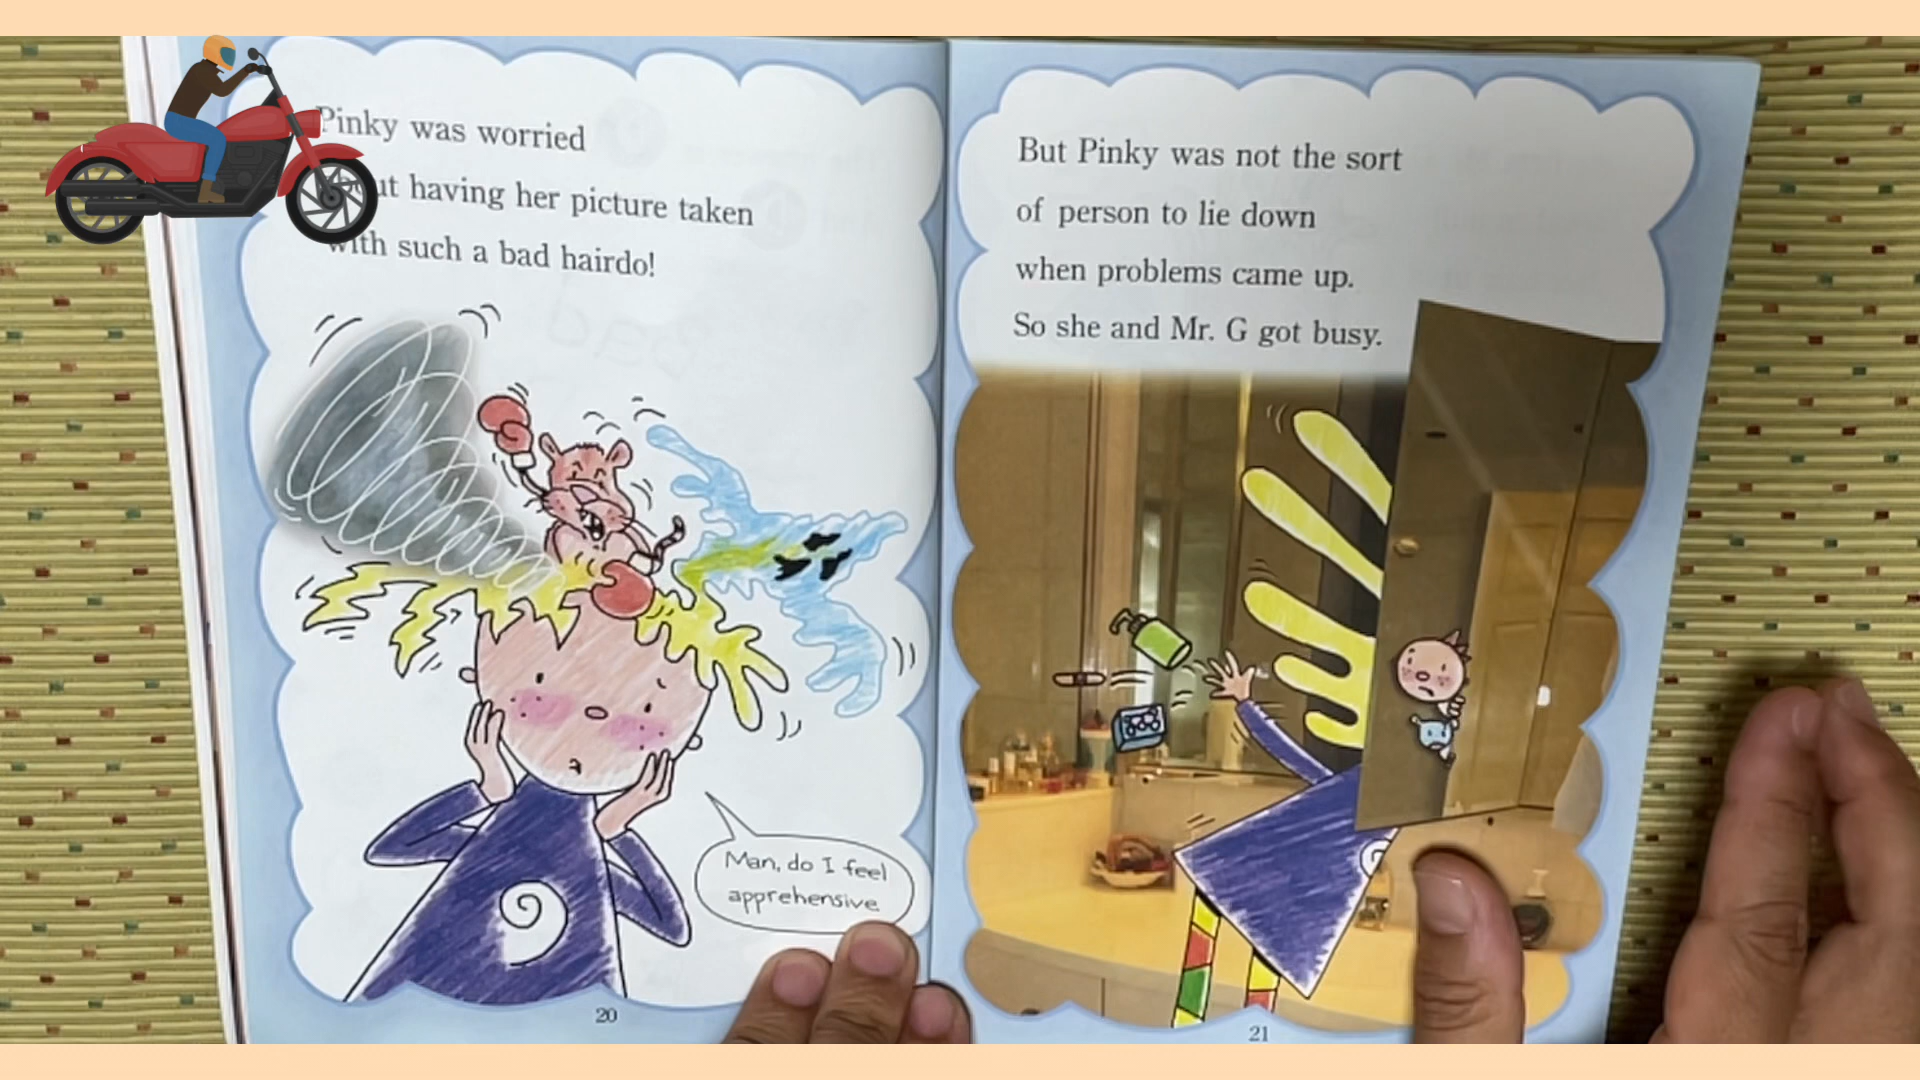 Pinky was worried
having her picture taken
with such a bad hairdo!
Man, do I feel
apprehensive
20
But Pinky was not the sort
of person to lie down
when problems came up.
So she and Mr. G got busy.
21